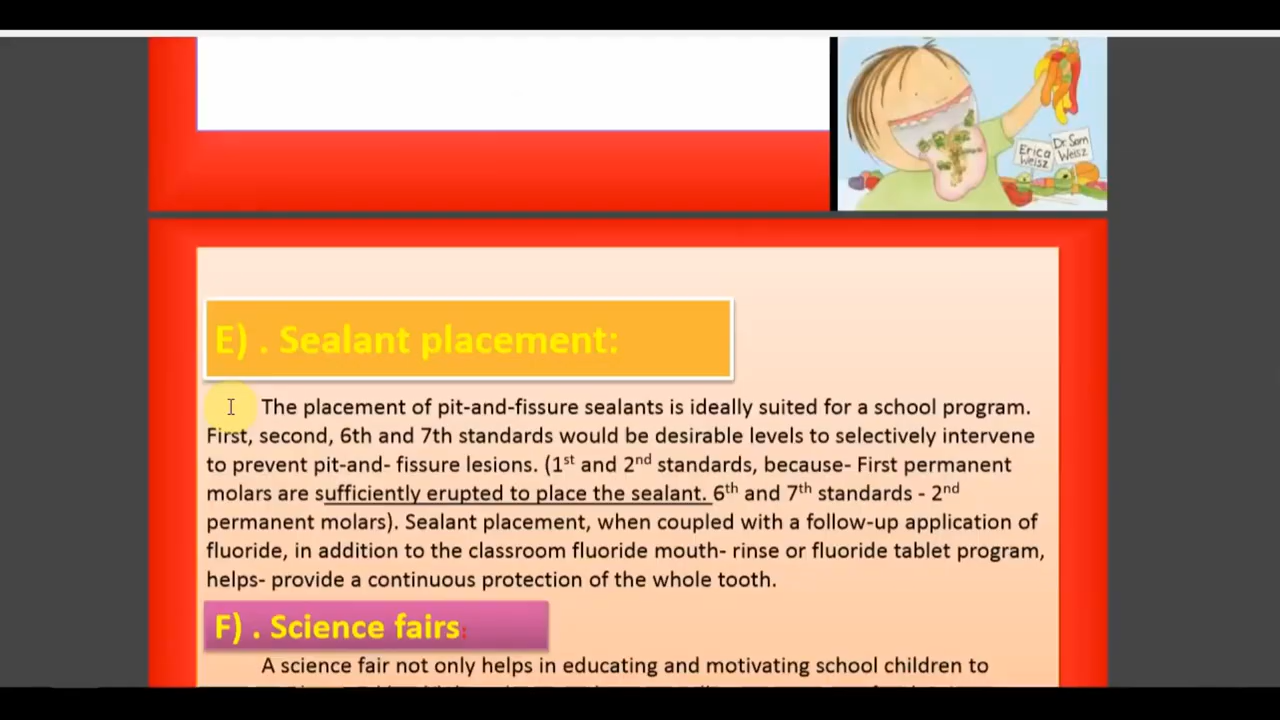 Erica
Weisz
Dr. Sam
Weisz
E) . Sealant placement:
The placement of pit-and-fissure sealants is ideally suited for a school program.
First, second, 6th and 7th standards would be desirable levels to selectively intervene
to prevent pit-and- fissure lesions. (1st and 2nd standards, because- First permanent
molars are sufficiently erupted to place the sealant. 6th and 7th standards - 2nd
permanent molars). Sealant placement, when coupled with a follow-up application of
fluoride, in addition to the classroom fluoride mouth- rinse or fluoride tablet program,
helps- provide a continuous protection of the whole tooth.
F) . Science fairs:
A science fair not only helps in educating and motivating school children to